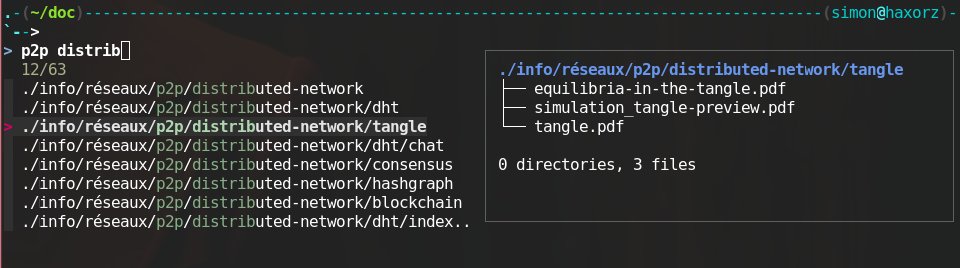 .-(~/doc)--------------------------------------------------------------------------------(simon@haxorz)-
`--->
> p2p distrib
12/63
./info/réseaux/p2p/distributed-network
./info/réseaux/p2p/distributed-network/dht
> ./info/réseaux/p2p/distributed-network/tangle
./info/réseaux/p2p/distributed-network/dht/chat
./info/réseaux/p2p/distributed-network/consensus
./info/réseaux/p2p/distributed-network/hashgraph
./info/réseaux/p2p/distributed-network/blockchain
./info/réseaux/p2p/distributed-network/dht/index..
./info/réseaux/p2p/distributed-network/tangle
├── equilibria-in-the-tangle.pdf
├── simulation_tangle-preview.pdf
└── tangle.pdf
0 directories, 3 files